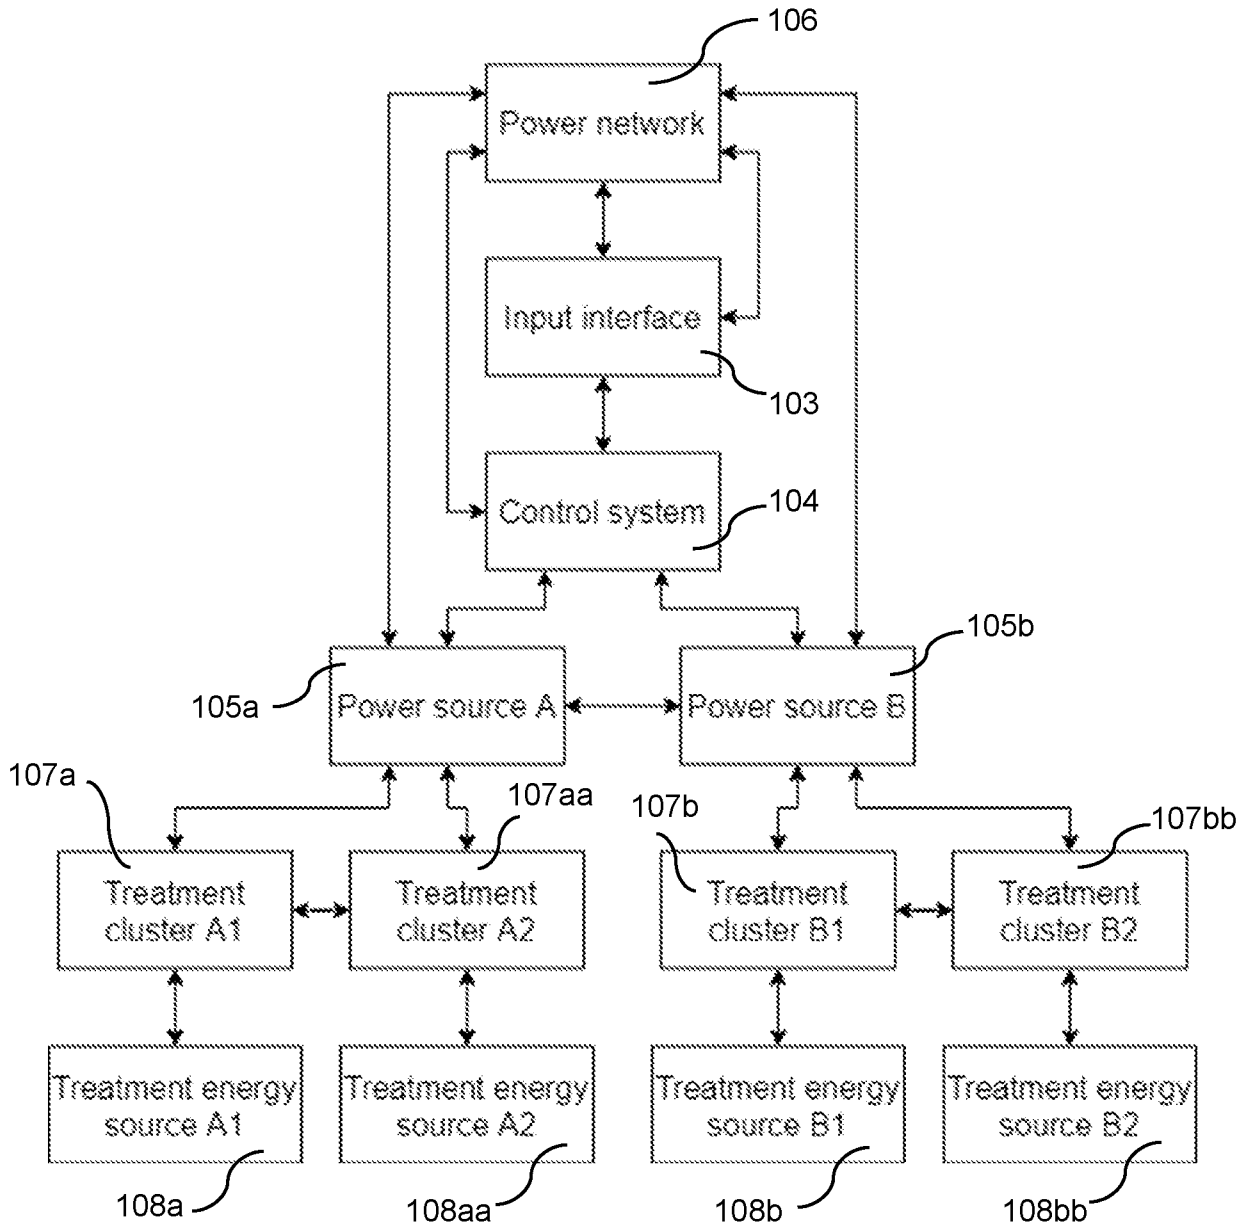 106
Power network
Input interface
103
104
Control system
105b
105a
Power source A
Power source B
107a
107aa
107b
107bb
Treatment
cluster A1
Treatment
cluster A2
Treatment
cluster B1
Treatment
cluster B2
Treatment energy
source A1
Treatment energy
source A2
Treatment energy
source B1
Treatment energy
source B2
108a
108aa
108b
108bb